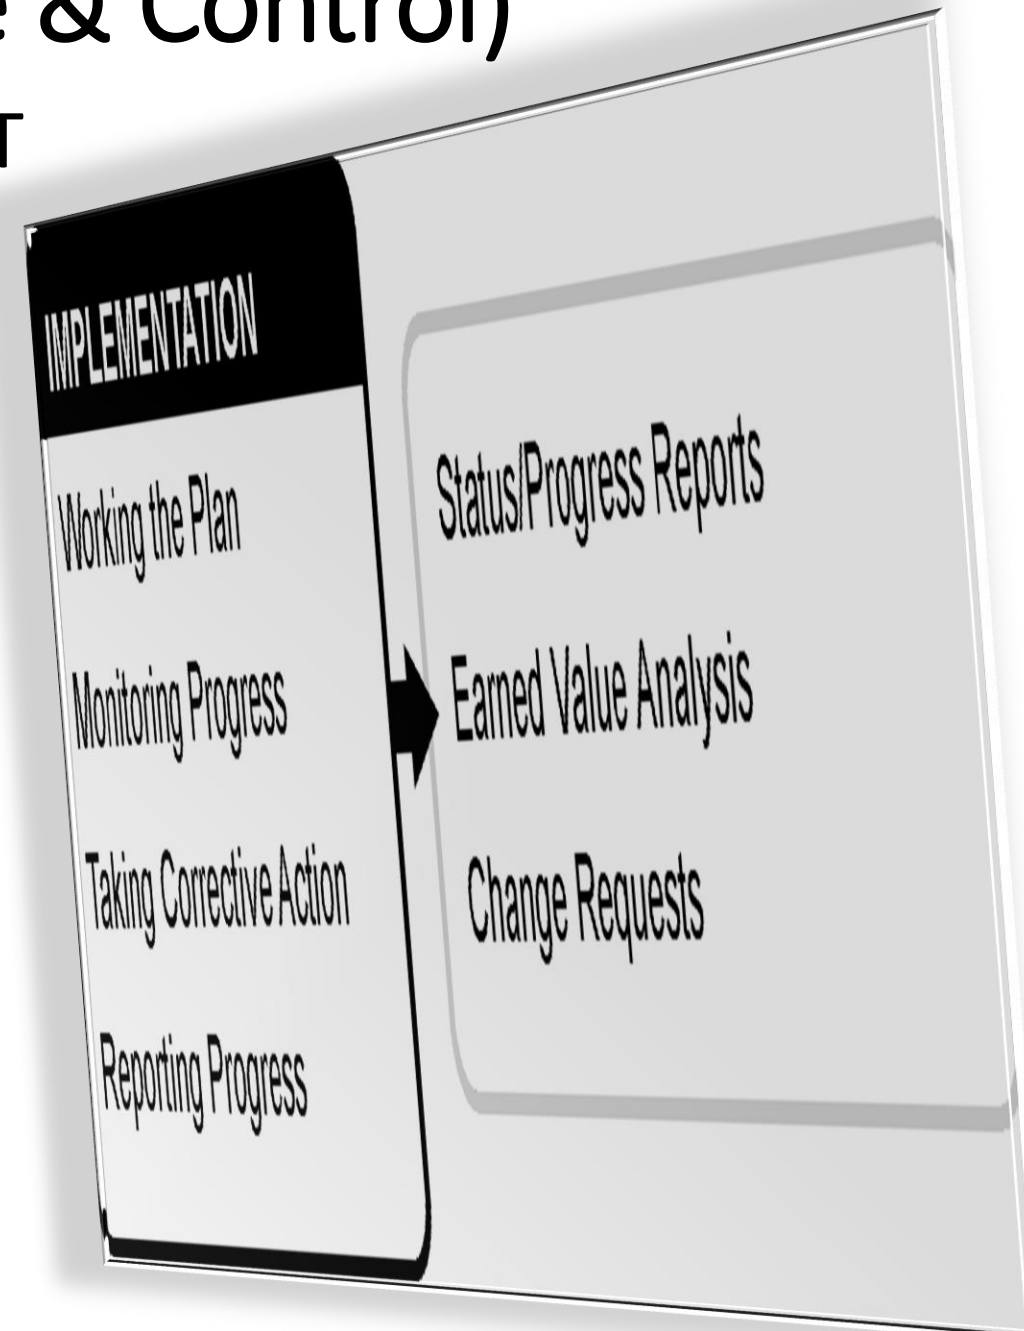 & Control)
IMPLEMENTATION
Working the Plan
Monitoring Progress
Taking Corrective Action
Reporting Progress
Status/Progress Reports
Earned Value Analysis
Change Requests